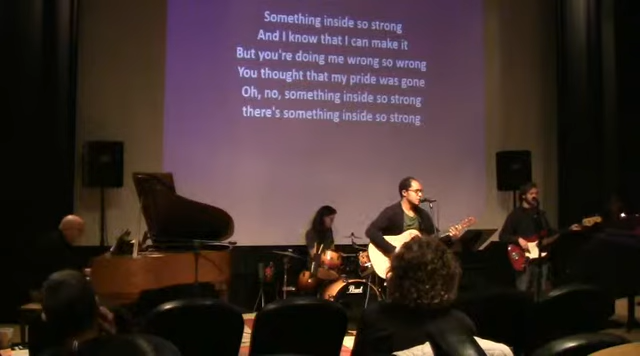 Something inside so strong
And I know that I can make it
But you're doing me wrong so wrong
You thought that my pride was gone
Oh, no, something inside so strong
there's something inside so strong
Pearl